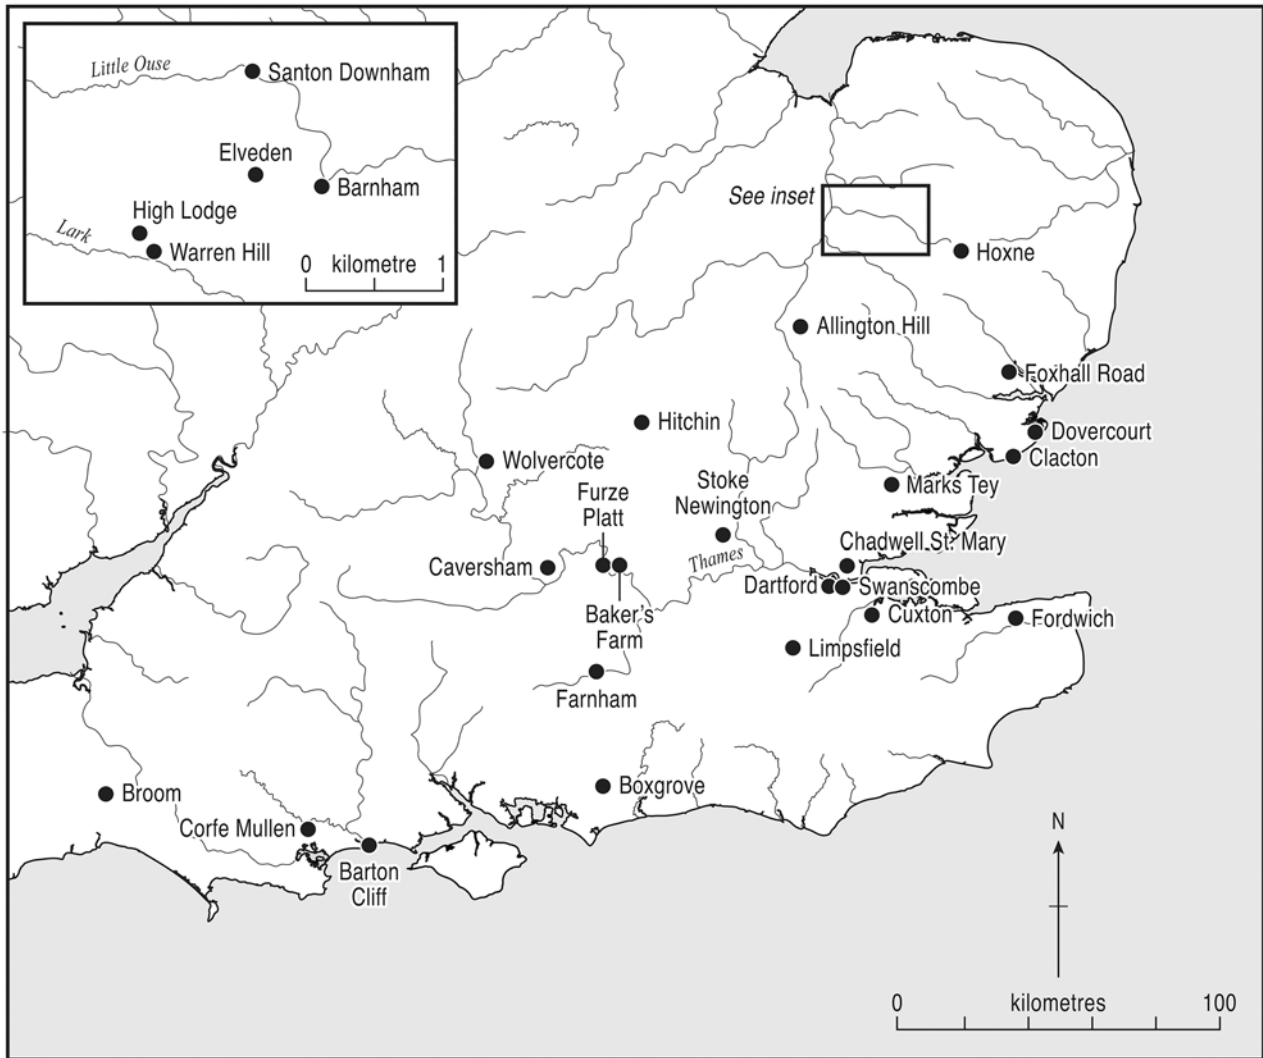 Little Ouse
Santon Downham
Elveden
Barnham
High Lodge
Lark
Warren Hill
0 kilometre 1
See inset
Hoxne
Allington Hill
Foxhall Road
Hitchin
Dovercourt
Clacton
Wolvercote
Stoke
Newington
Marks Tey
Furze
Platt
Chadwell St. Mary
Thames
Caversham
Dartford
Swanscombe
Baker's
Farm
Cuxton
Fordwich
Limpsfield
Farnham
Boxgrove
Broom
Corfe Mullen
Barton
Cliff
N
0 kilometres 100